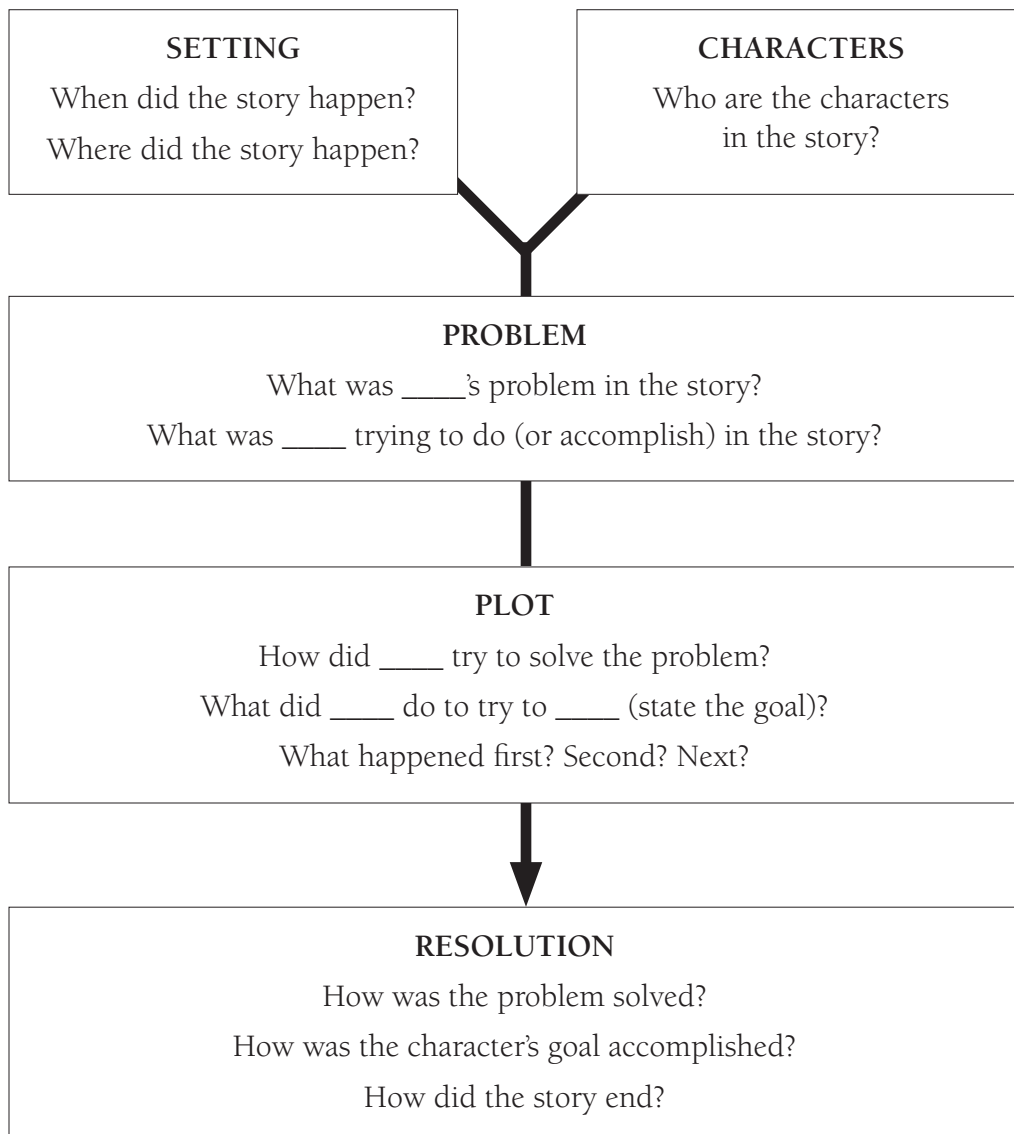 SETTING
When did the story happen?
Where did the story happen?
CHARACTERS
Who are the characters
in the story?
PROBLEM
What was ____’s problem in the story?
What was ____ trying to do (or accomplish) in the story?
PLOT
How did ____ try to solve the problem?
What did ____ do to try to ____ (state the goal)?
What happened first? Second? Next?
RESOLUTION
How was the problem solved?
How was the character’s goal accomplished?
How did the story end?